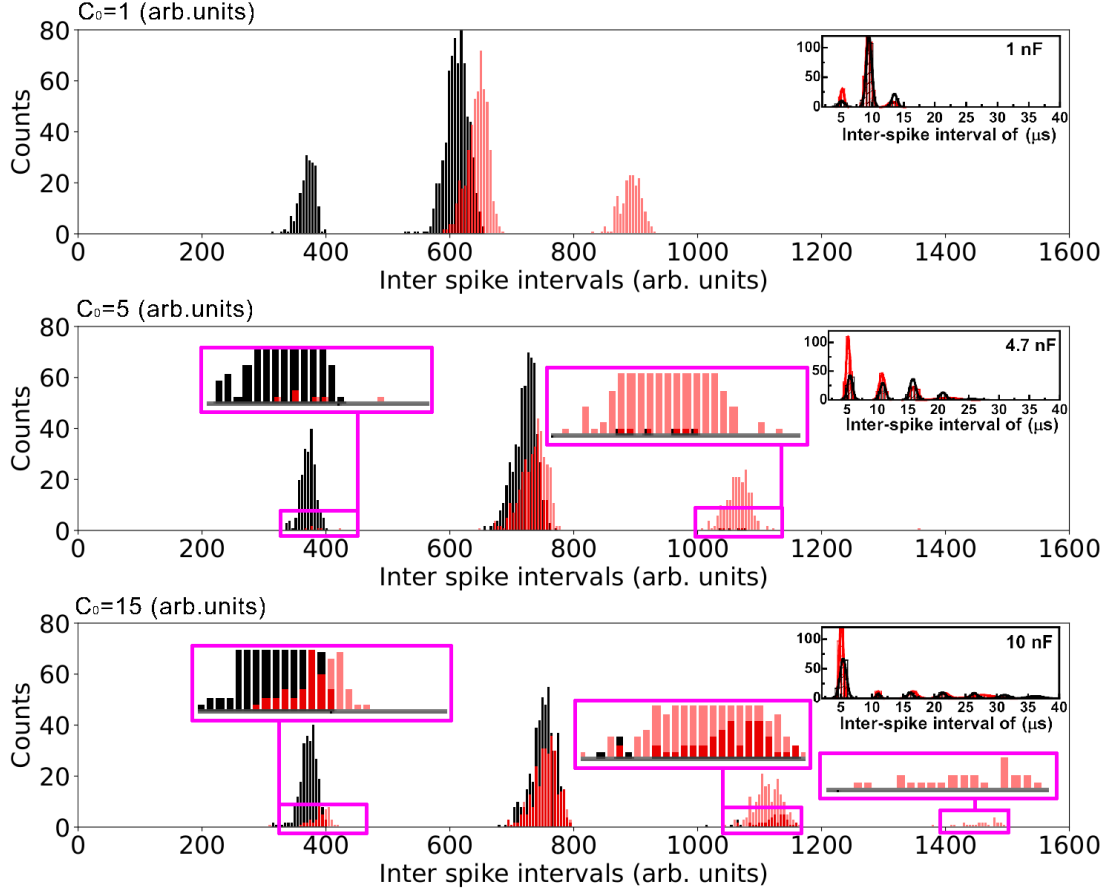 C₀=1 (arb.units)
80
60
40
20
0
Counts
0 200 400 600 800 1000 1200 1400 1600
Inter spike intervals (arb. units)
1 nF
100
50
0
5 10 15 20 25 30 35 40
Inter-spike interval of (μs)
C₀=5 (arb.units)
80
60
40
20
0
Counts
0 200 400 600 800 1000 1200 1400 1600
Inter spike intervals (arb. units)
4.7 nF
100
50
0
5 10 15 20 25 30 35 40
Inter-spike interval of (μs)
C₀=15 (arb.units)
80
60
40
20
0
Counts
0 200 400 600 800 1000 1200 1400 1600
Inter spike intervals (arb. units)
10 nF
100
50
0
5 10 15 20 25 30 35 40
Inter-spike interval of (μs)